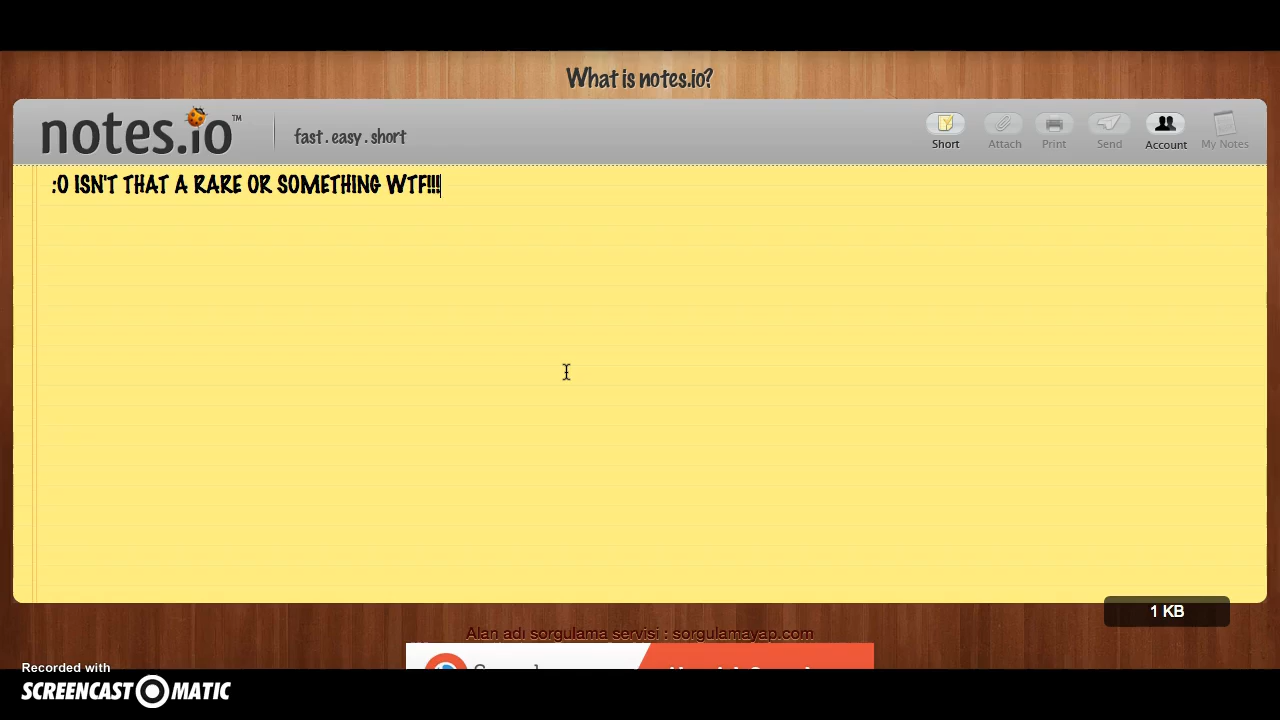 What is notes.io?
notes.io™
fast . easy . short
Short
Attach
Print
Send
Account
My Notes
:O ISN'T THAT A RARE OR SOMETHING WTF!!!
1 KB
Alan adı sorgulama servisi : sorgulamayap.com
Recorded with
SCREENCAST MATIC